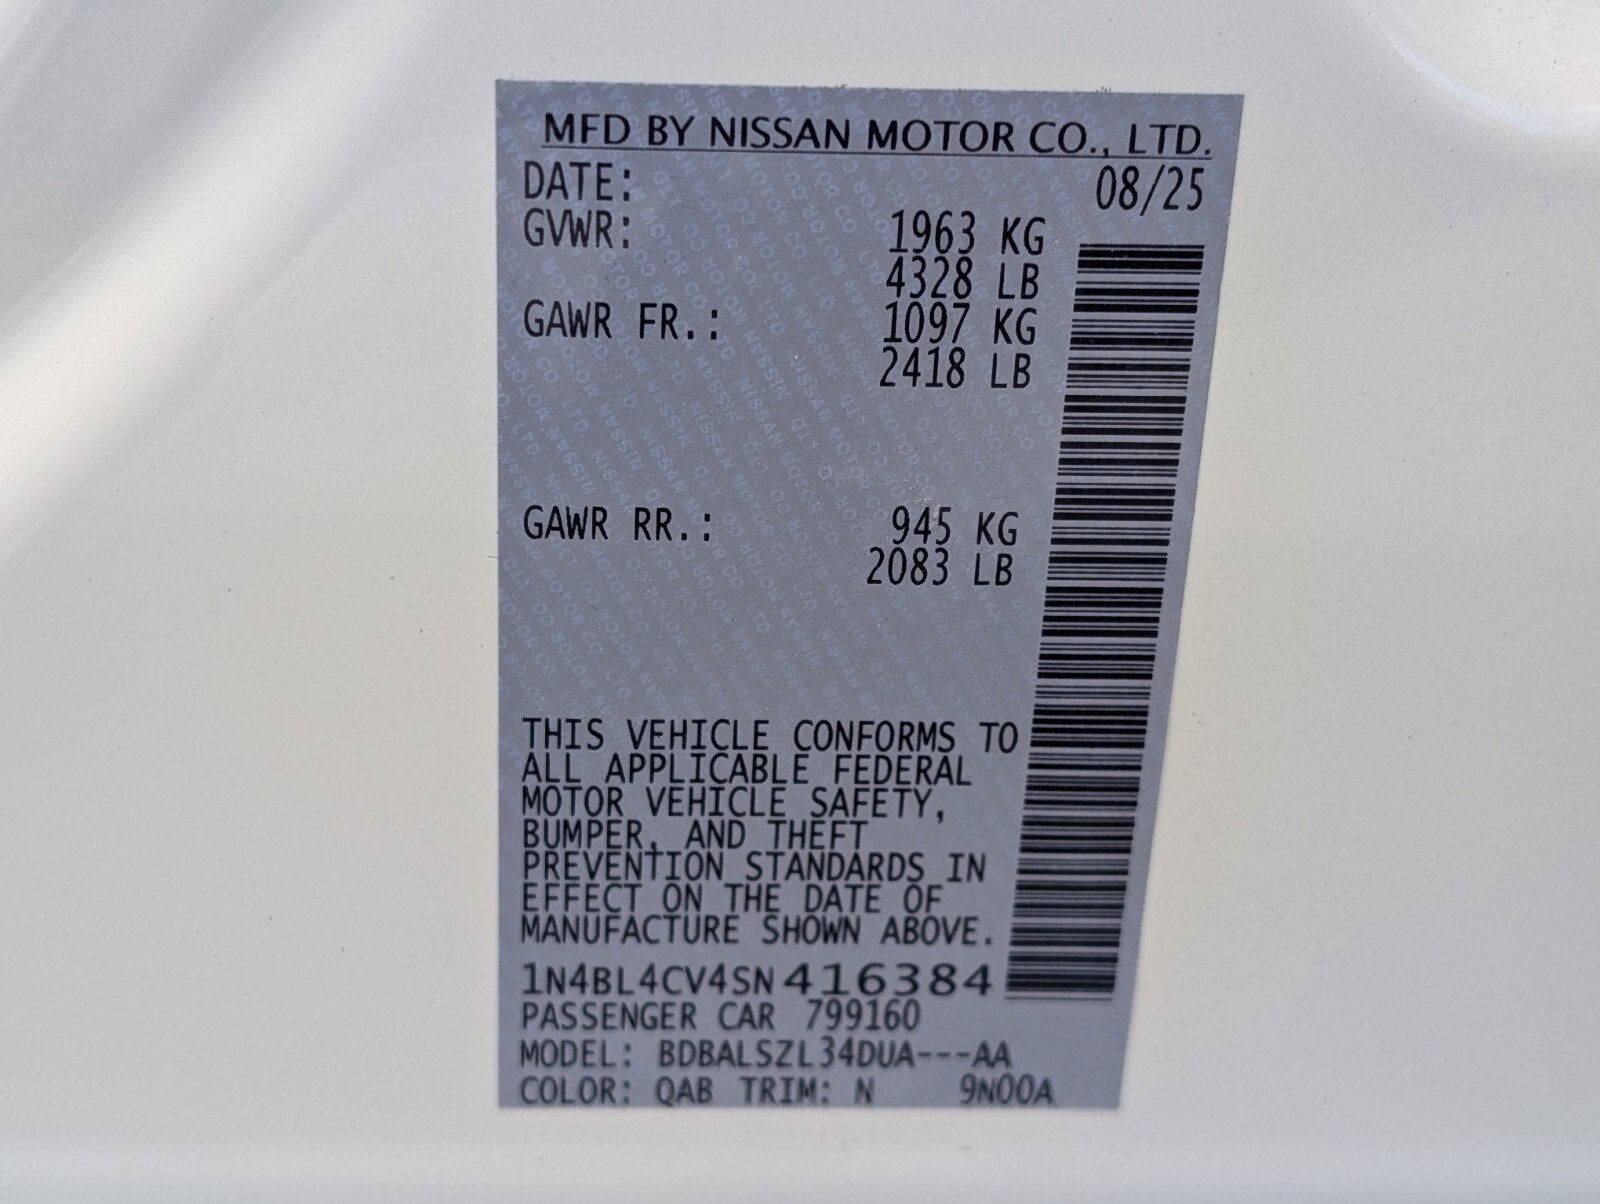 MFD BY NISSAN MOTOR CO., LTD.
DATE: 08/25
GVWR: 1963 KG
4328 LB
GAWR FR.: 1097 KG
2418 LB
GAWR RR.: 945 KG
2083 LB
THIS VEHICLE CONFORMS TO
ALL APPLICABLE FEDERAL
MOTOR VEHICLE SAFETY,
BUMPER, AND THEFT
PREVENTION STANDARDS IN
EFFECT ON THE DATE OF
MANUFACTURE SHOWN ABOVE.
1N4BL4CV4SN416384
PASSENGER CAR 799160
MODEL: BDBALSZL34DUA---AA
COLOR: QAB TRIM: N 9N00A